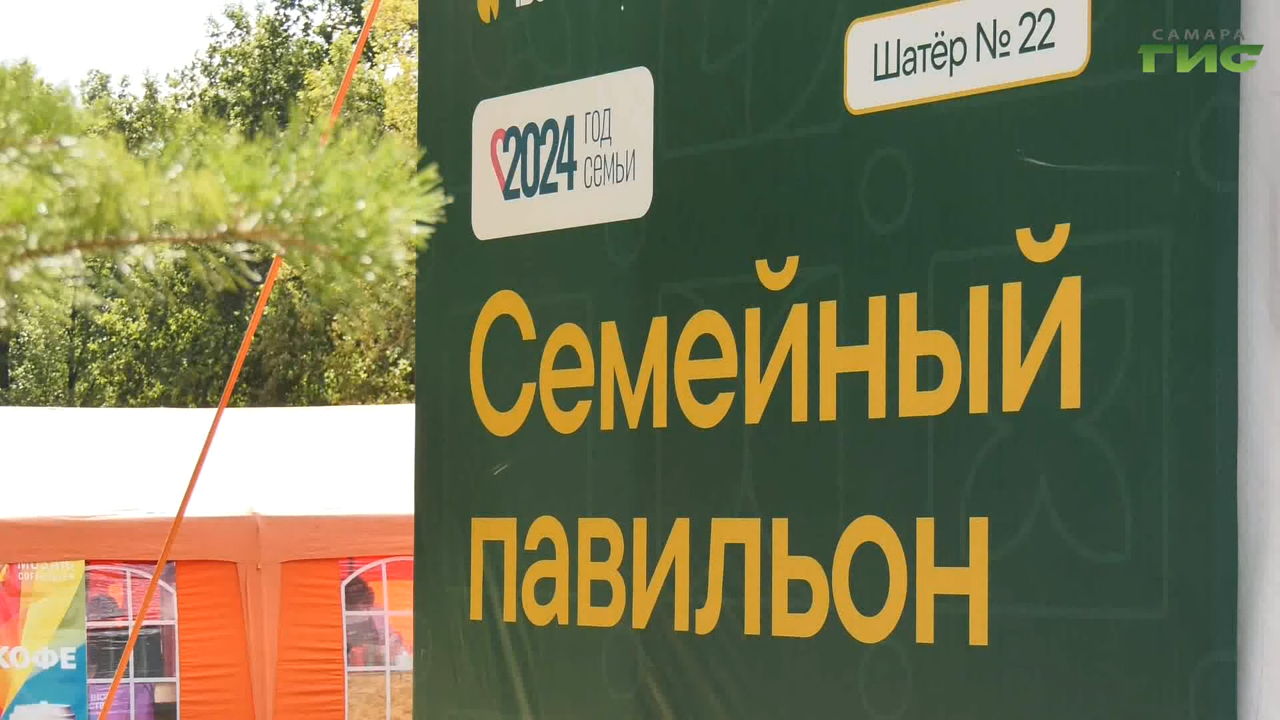 Шатёр № 22
САМАРА
ГИС
2024 ГОД
СЕМЬИ
Семейный
павильон
КОФЕ